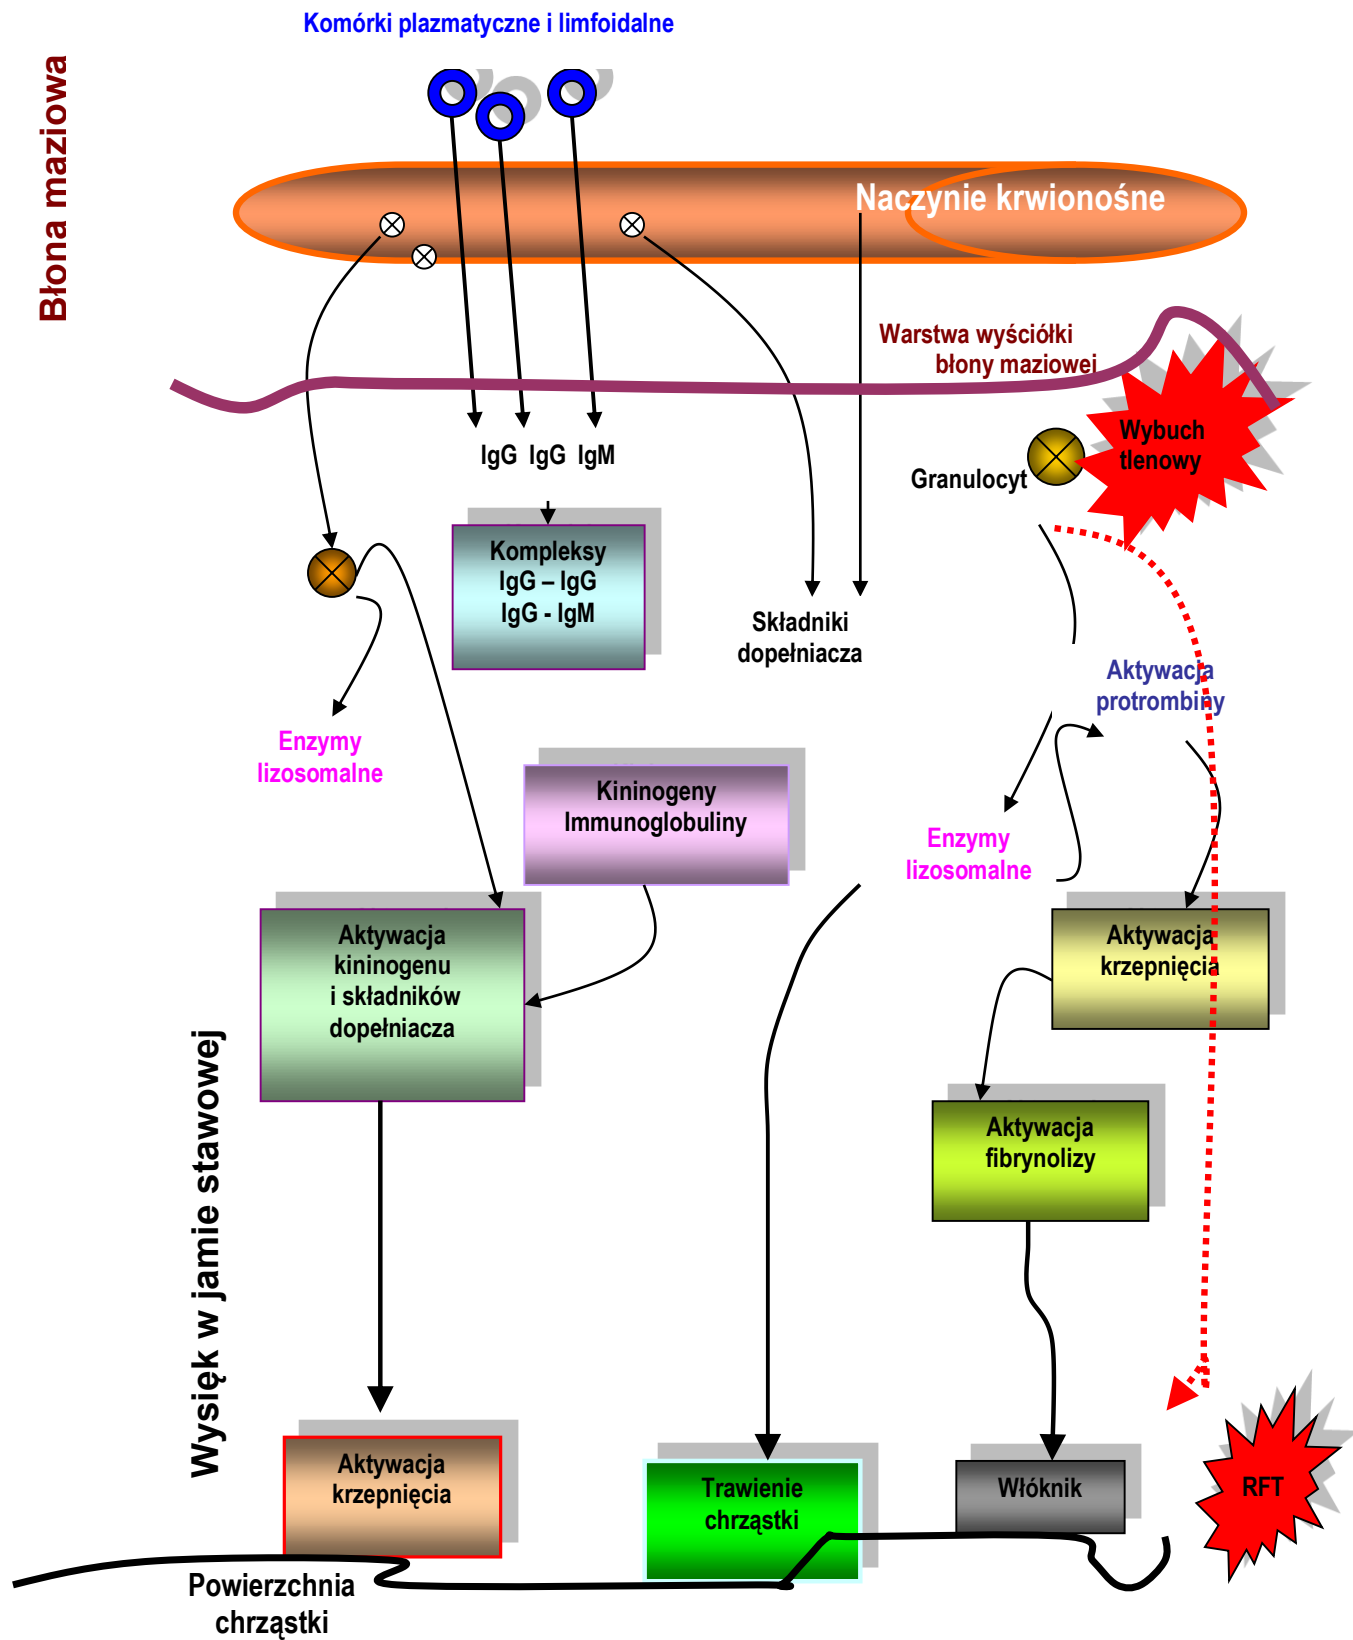 Komórki plazmatyczne i limfoidalne
Błona maziowa
Naczynie krwionośne
Warstwa wyściółki
błony maziowej
Wybuch
tlenowy
IgG IgG IgM
Granulocyt
Kompleksy
IgG – IgG
IgG - IgM
Składniki
dopełniacza
Aktywacja
protrombiny
Enzymy
lizosomalne
Kininogeny
Immunoglobuliny
Enzymy
lizosomalne
Aktywacja
kininogenu
i składników
dopełniacza
Aktywacja
krzepnięcia
Wysięk w jamie stawowej
Aktywacja
fibrynolizy
Aktywacja
krzepnięcia
Trawienie
chrząstki
Włóknik
RFT
Powierzchnia
chrząstki